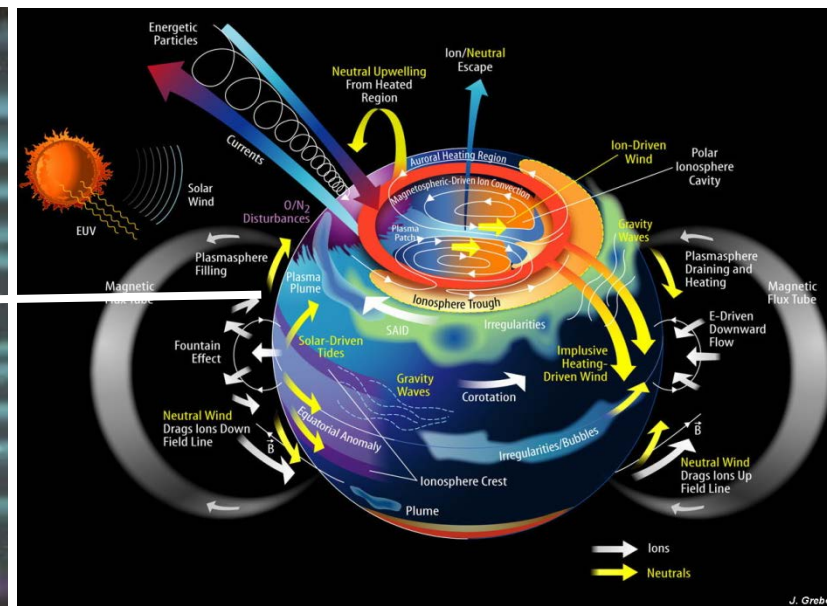 Energetic
Particles
Ion/Neutral
Escape
Neutral Upwelling
From Heated
Region
Currents
Auroral Heating Region
Ion-Driven
Wind
Polar
Ionosphere
Cavity
Magnetospheric-Driven Ion Convection
Solar
Wind
EUV
O/N2
Disturbances
Plasma Patch
Gravity
Waves
Plasmasphere
Filling
Plasma
Plume
Plasmasphere
Draining and
Heating
Magnetic
Flux Tube
Magnetic
Flux Tube
Ionosphere Trough
SAID
Irregularities
E-Driven
Downward
Flow
Fountain
Effect
Solar-Driven
Tides
Implusive
Heating-
Driven Wind
Gravity
Waves
Corotation
Neutral Wind
Drags Ions Down
Field Line
B
Equatorial Anomaly
Irregularities/Bubbles
B
Ionosphere Crest
Neutral Wind
Drags Ions Up
Field Line
Plume
Ions
Neutrals